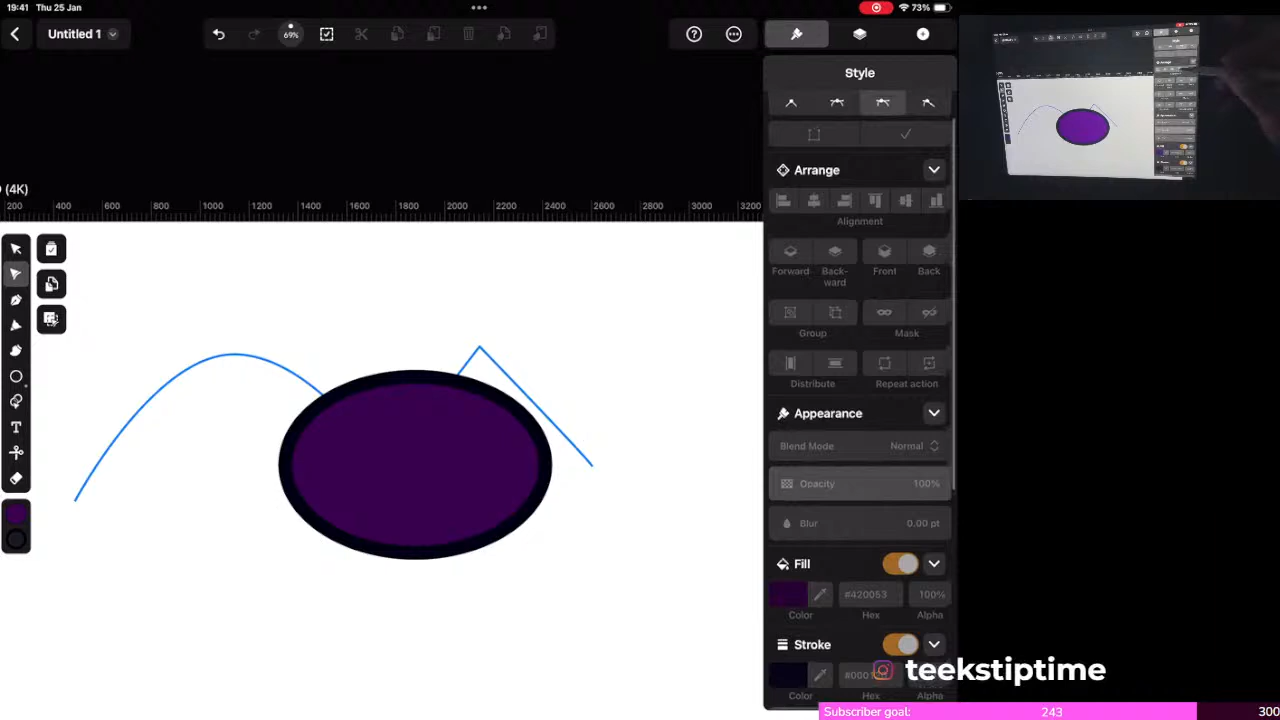 19:41 Thu 25 Jan
73%
Untitled 1
69%
Style
(4K)
200 400 600 800 1000 1200 1400 1600 1800 2000 2200 2400 2600 2800 3000 3200
Arrange
Alignment
Forward Back-
ward Front Back
Group Mask
Distribute Repeat action
Appearance
Blend Mode Normal
Opacity 100%
Blur 0.00 pt
Fill
#420053 100%
Color Hex Alpha
Stroke
Color Hex Alpha
teekstiptime
Subscriber goal: 243 300